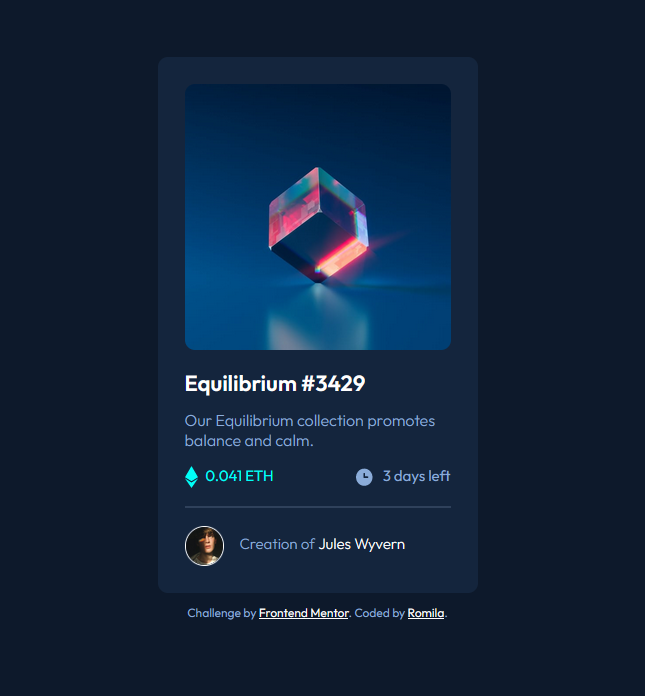 Equilibrium #3429
Our Equilibrium collection promotes
balance and calm.
0.041 ETH
3 days left
Creation of Jules Wyvern
Challenge by Frontend Mentor. Coded by Romila.